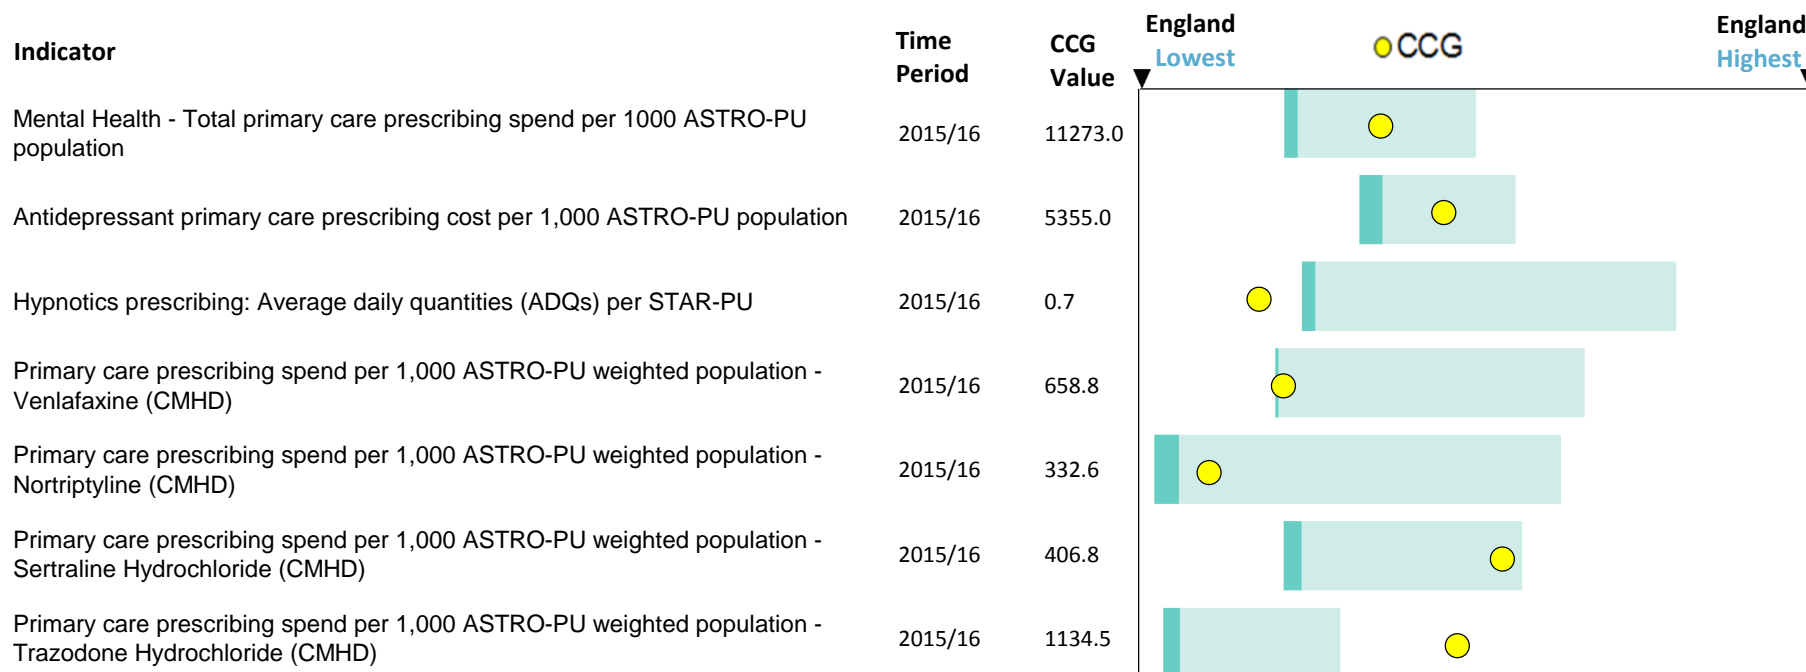 Indicator
Time Period
CCG Value
England Lowest
CCG
England Highest
Mental Health - Total primary care prescribing spend per 1000 ASTRO-PU
population
2015/16
11273.0
Antidepressant primary care prescribing cost per 1,000 ASTRO-PU population
2015/16
5355.0
Hypnotics prescribing: Average daily quantities (ADQs) per STAR-PU
2015/16
0.7
Primary care prescribing spend per 1,000 ASTRO-PU weighted population -
Venlafaxine (CMHD)
2015/16
658.8
Primary care prescribing spend per 1,000 ASTRO-PU weighted population -
Nortriptyline (CMHD)
2015/16
332.6
Primary care prescribing spend per 1,000 ASTRO-PU weighted population -
Sertraline Hydrochloride (CMHD)
2015/16
406.8
Primary care prescribing spend per 1,000 ASTRO-PU weighted population -
Trazodone Hydrochloride (CMHD)
2015/16
1134.5